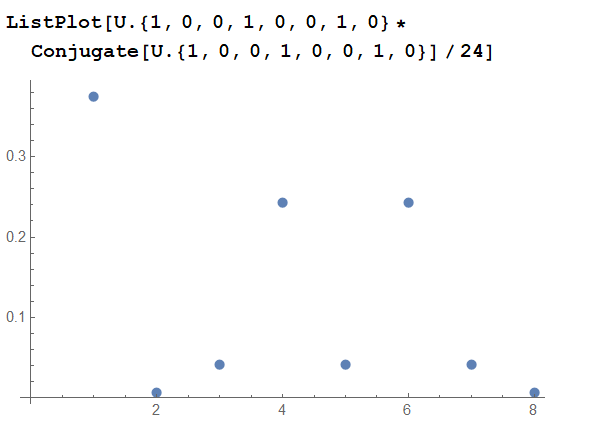 ListPlot[U.{1, 0, 0, 1, 0, 0, 1, 0} *
Conjugate[U.{1, 0, 0, 1, 0, 0, 1, 0}] / 24]
0.3
0.2
0.1
2 4 6 8